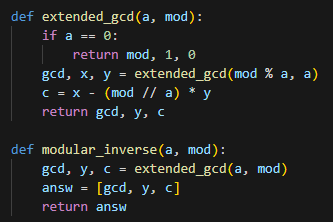 def extended_gcd(a, mod):
    if a == 0:
        return mod, 1, 0
    gcd, x, y = extended_gcd(mod % a, a)
    c = x - (mod // a) * y
    return gcd, y, c

def modular_inverse(a, mod):
    gcd, y, c = extended_gcd(a, mod)
    answ = [gcd, y, c]
    return answ